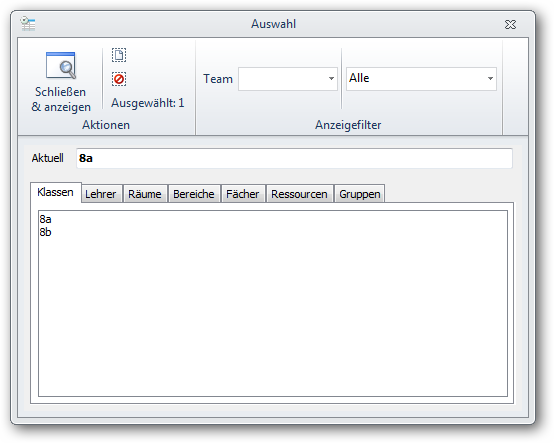 Auswahl
Schließen
& anzeigen
Ausgewählt: 1
Aktionen
Team
Alle
Anzeigefilter
Aktuell 8a
Klassen Lehrer Räume Bereiche Fächer Ressourcen Gruppen
8a
8b